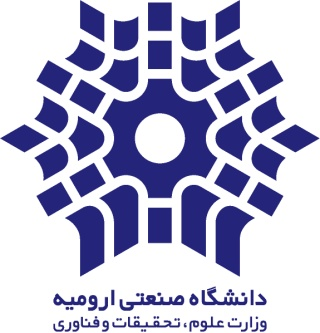 دانشگاه صنعتی ارومیه
وزارت علوم، تحقیقات و فناوری